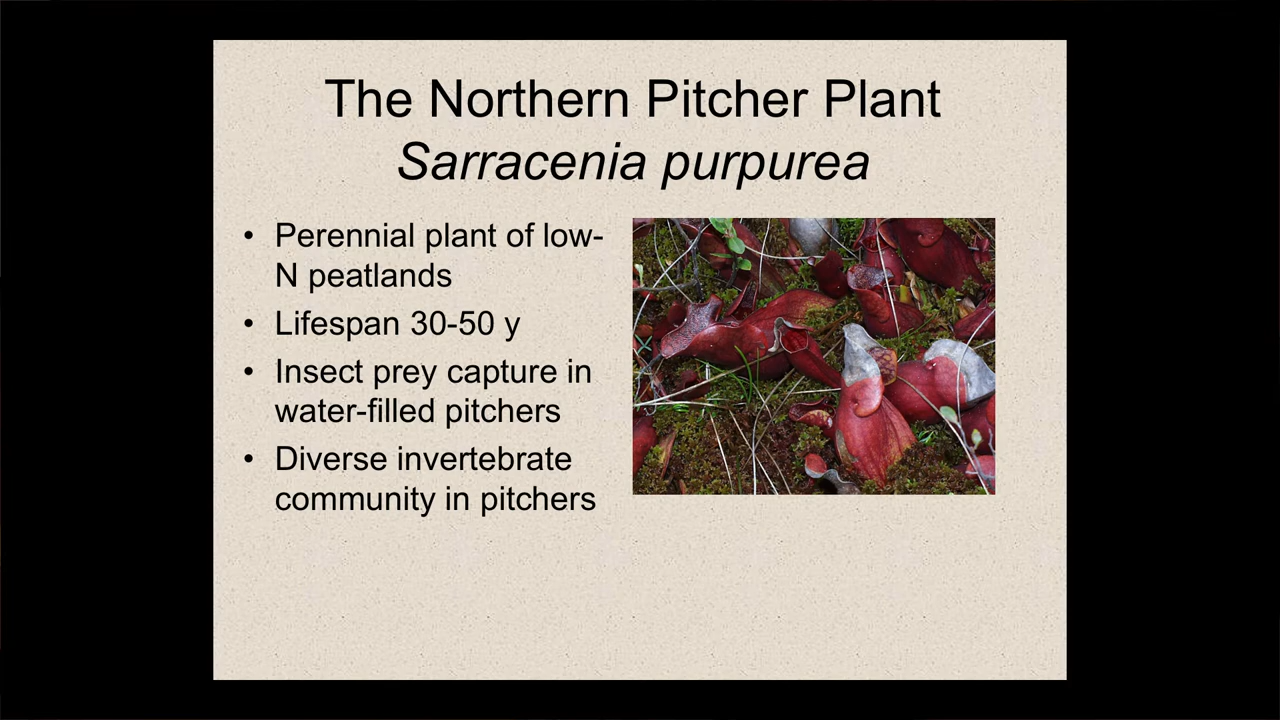 The Northern Pitcher Plant
Sarracenia purpurea
• Perennial plant of low-
N peatlands
• Lifespan 30-50 y
• Insect prey capture in
water-filled pitchers
• Diverse invertebrate
community in pitchers